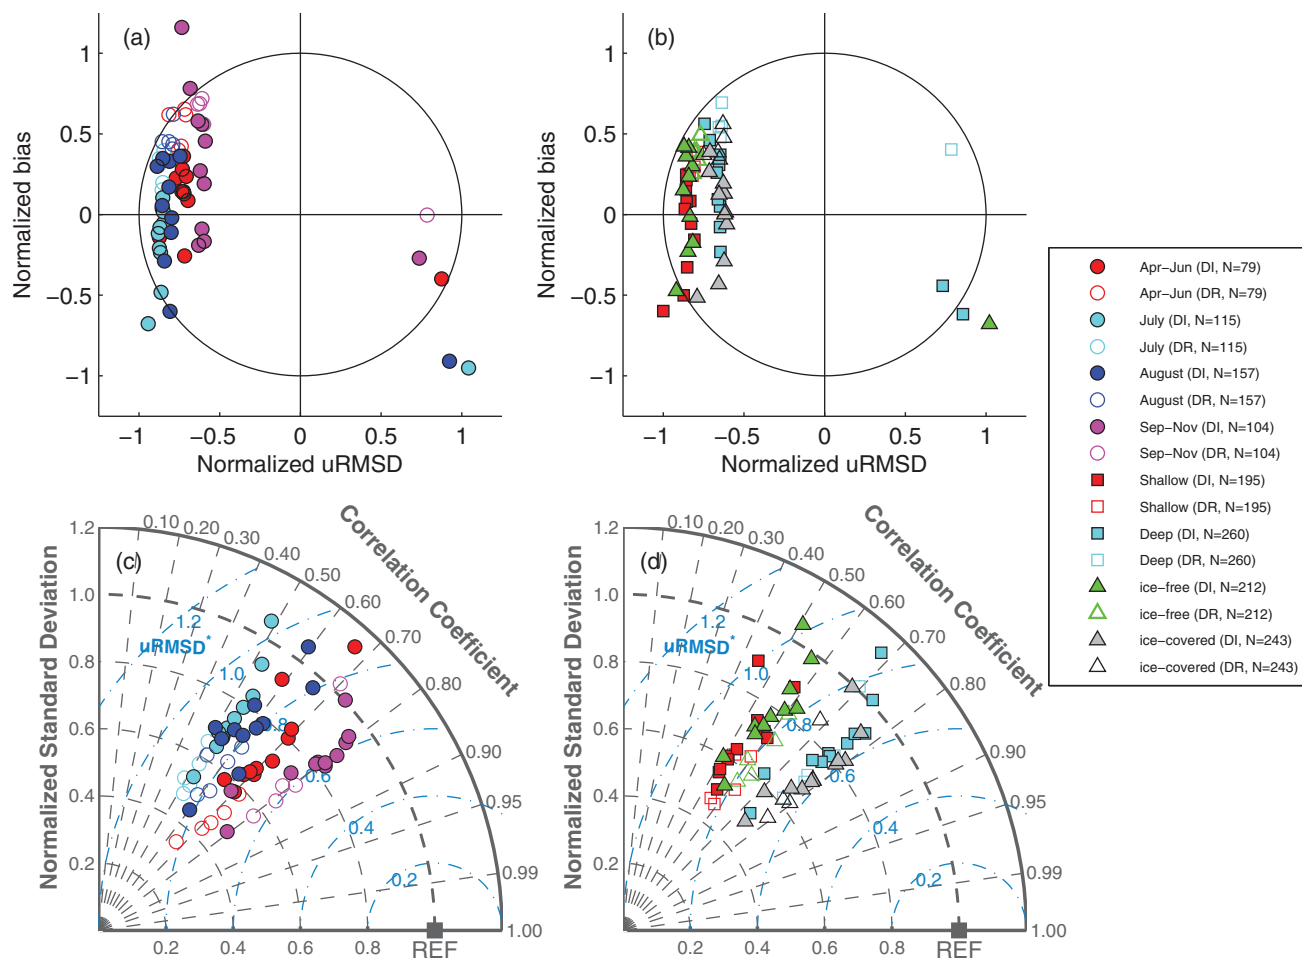 (a)
1
0.5
0
−0.5
−1
Normalized bias
−1
−0.5
0
0.5
1
Normalized uRMSD
(b)
1
0.5
0
−0.5
−1
Normalized bias
−1
−0.5
0
0.5
1
Normalized uRMSD
Apr−Jun (DI, N=79)
Apr−Jun (DR, N=79)
July (DI, N=115)
July (DR, N=115)
August (DI, N=157)
August (DR, N=157)
Sep−Nov (DI, N=104)
Sep−Nov (DR, N=104)
Shallow (DI, N=195)
Shallow (DR, N=195)
Deep (DI, N=260)
Deep (DR, N=260)
ice−free (DI, N=212)
ice−free (DR, N=212)
ice−covered (DI, N=243)
ice−covered (DR, N=243)
(c)
Normalized Standard Deviation
1.2
1.0
0.8
0.6
0.4
0.2
0.10
0.20
0.30
0.40
0.50
0.60
0.70
0.80
0.90
0.95
0.99
1.00
Correlation Coefficient
uRMSD*
1.2
1.0
0.8
0.6
0.4
0.2
0.2
0.4
0.6
0.8
REF
(d)
Normalized Standard Deviation
1.2
1.0
0.8
0.6
0.4
0.2
0.10
0.20
0.30
0.40
0.50
0.60
0.70
0.80
0.90
0.95
0.99
1.00
Correlation Coefficient
uRMSD*
1.2
1.0
0.8
0.6
0.4
0.2
0.2
0.4
0.6
0.8
REF